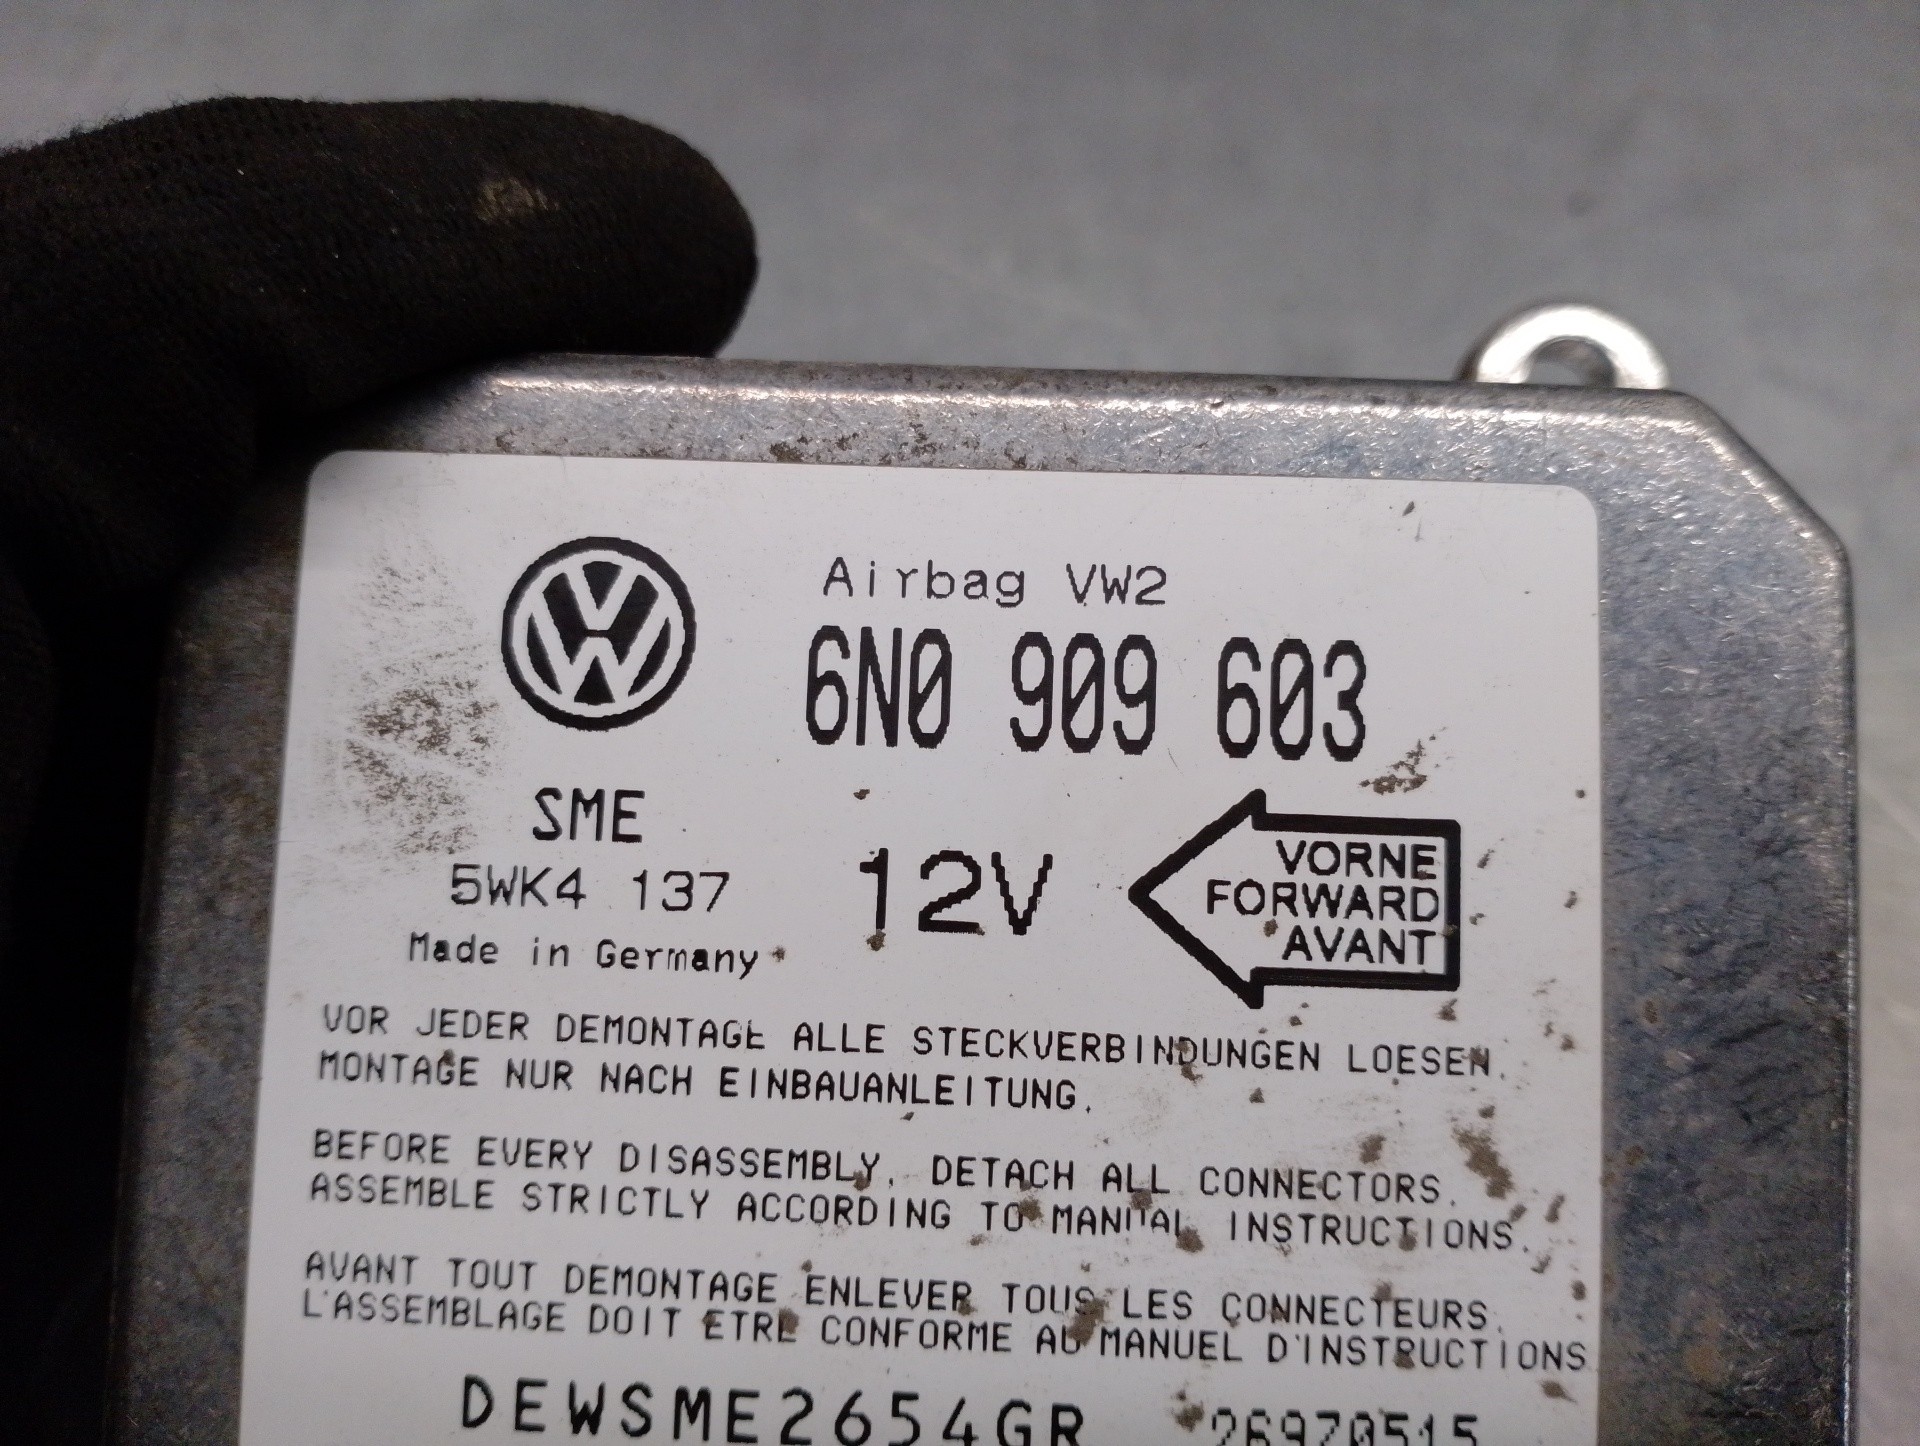 Airbag VW2
6N0 909 603
SME
5WK4 137
Made in Germany
12V
VORNE
FORWARD
AVANT
VOR JEDER DEMONTAGE ALLE STECKVERBINDUNGEN LOESEN.
MONTAGE NUR NACH EINBAUANLEITUNG.
BEFORE EVERY DISASSEMBLY, DETACH ALL CONNECTORS.
ASSEMBLE STRICTLY ACCORDING TO MANUAL INSTRUCTIONS.
AVANT TOUT DEMONTAGE ENLEVER TOUS LES CONNECTEURS.
L'ASSEMBLAGE DOIT ETRE CONFORME AU MANUEL D'INSTRUCTIONS
DEWSME2654GR 26970515